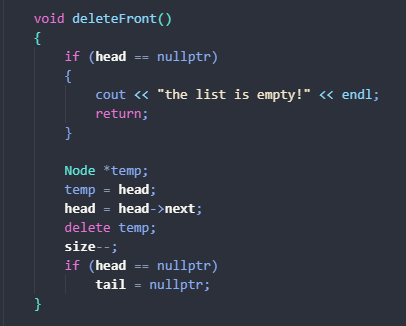 void deleteFront()
{
if (head == nullptr)
{
cout << "the list is empty!" << endl;
return;
}
Node *temp;
temp = head;
head = head->next;
delete temp;
size--;
if (head == nullptr)
tail = nullptr;
}